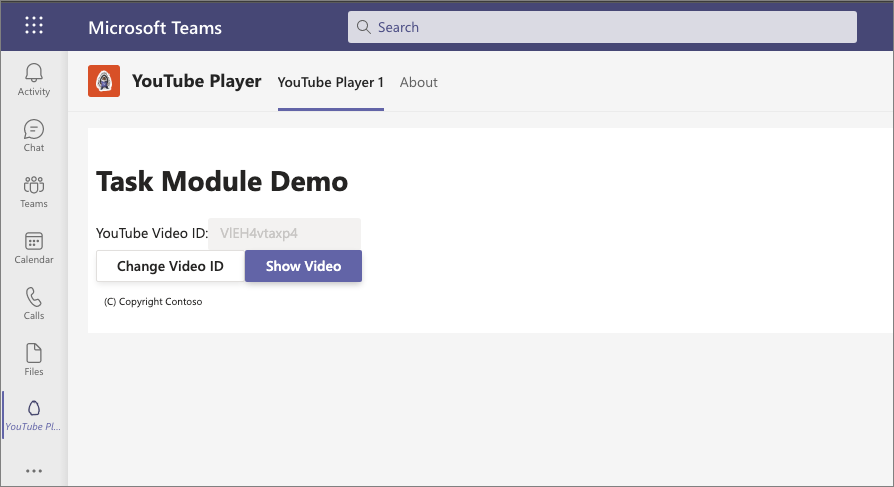 Microsoft Teams
Search
Activity
Chat
Teams
Calendar
Calls
Files
YouTube Pl...
YouTube Player
YouTube Player 1
About
Task Module Demo
YouTube Video ID:
VlEH4vtaxp4
Change Video ID
Show Video
(C) Copyright Contoso